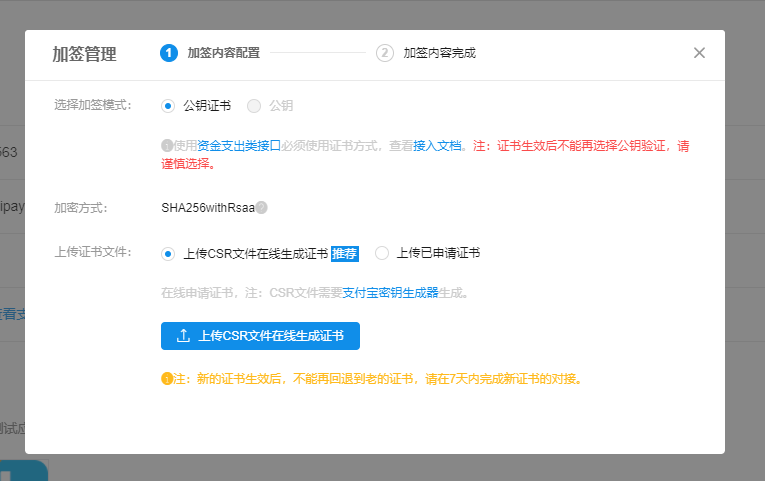 加签管理
1 加签内容配置
2 加签内容完成
选择加签模式: 公钥证书 公钥
使用资金支出类接口必须使用证书方式，查看接入文档。注：证书生效后不能再选择公钥验证，请
谨慎选择。
563
加密方式: SHA256withRsaa
ipay
上传证书文件: 上传CSR文件在线生成证书 推荐 上传已申请证书
在线申请证书，注：CSR文件需要支付宝密钥生成器生成。
查看支
上传CSR文件在线生成证书
注：新的证书生效后，不能再回退到老的证书，请在7天内完成新证书的对接。
测试应